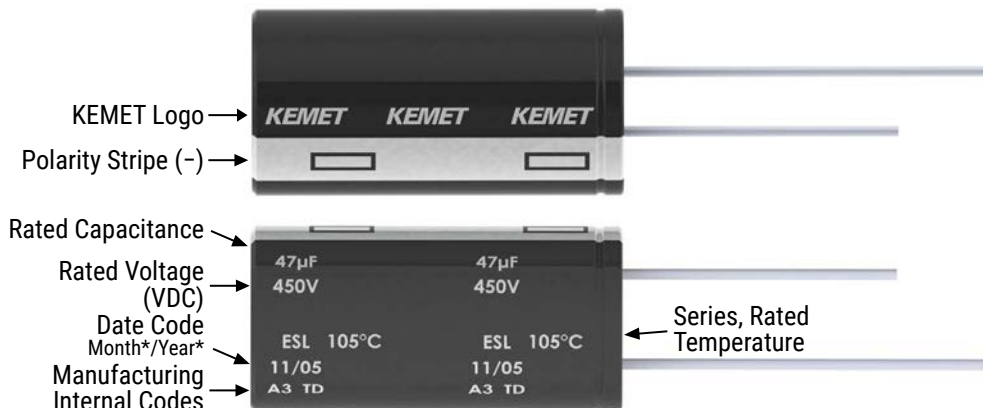 KEMET Logo
KEMET KEMET KEMET
Polarity Stripe (−)
Rated Capacitance
47µF 47µF
Rated Voltage
(VDC)
450V 450V
Date Code
Month*/Year*
ESL 105°C ESL 105°C
Series, Rated
Temperature
11/05 11/05
Manufacturing
Internal Codes
A3 TD A3 TD